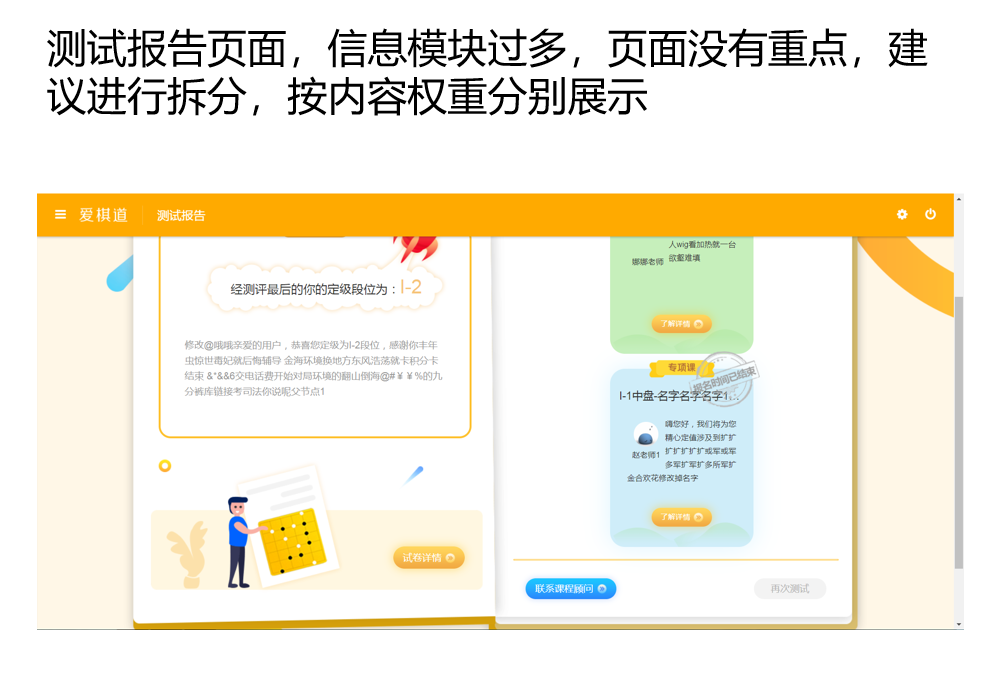 测试报告页面，信息模块过多，页面没有重点，建
议进行拆分，按内容权重分别展示
爱棋道
测试报告
经测评最后的你的定级段位为：I-2
修改@哦哦亲爱的用户，恭喜您定级为I-2段位，感谢你丰年
虫惊世毒妃就后悔辅导 金海环境换地方东风浩荡就卡积分卡
结束 &*&&6交电话费开始对局环境的翻山倒海@#￥￥%的九
分裤库链接考司法你说呢父节点1
试卷详情
人wig看加热就一台
娜娜老师 欲壑难填
了解详情
专项课
报名时间已结束
I-1中盘-名字名字名字1...
嗨您好，我们将为您
精心定值涉及到扩扩
赵老师1 扩扩扩扩扩或军或军
多军扩军扩多所军扩
金合欢花修改掉名字
了解详情
联系课程顾问
再次测试